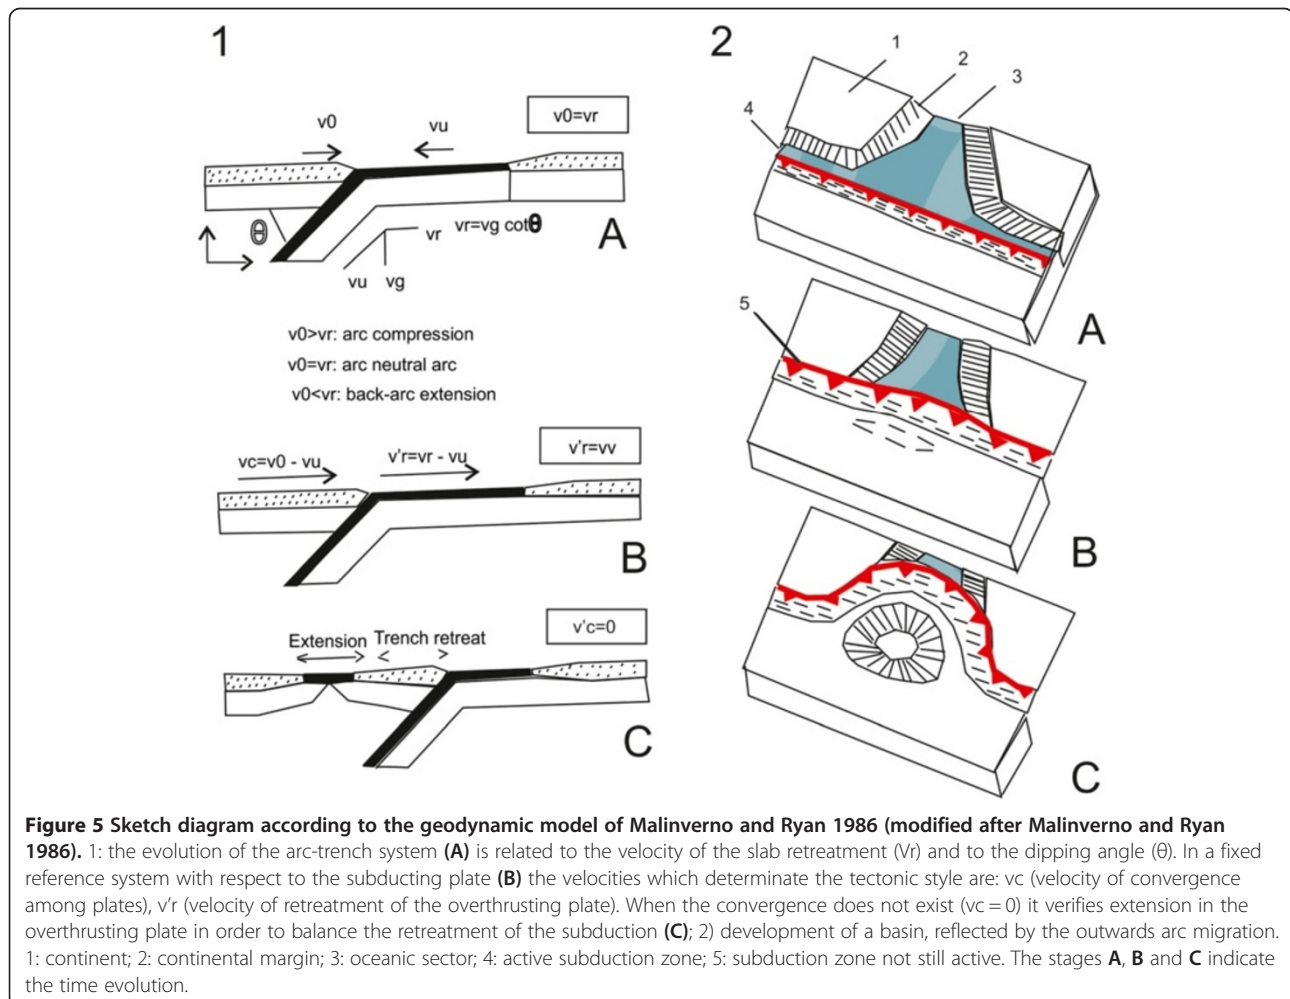 1
v0
vu
v0=vr
θ
vr
vr=vg cotθ
vu
vg
A
v0>vr: arc compression
v0=vr: arc neutral arc
v0<vr: back-arc extension
vc=v0 - vu
v'r=vr - vu
v'r=vv
B
Extension
Trench retreat
v'c=0
C
2
1
2
3
4
A
5
B
C
Figure 5 Sketch diagram according to the geodynamic model of Malinverno and Ryan 1986 (modified after Malinverno and Ryan
1986). 1: the evolution of the arc-trench system (A) is related to the velocity of the slab retreatment (Vr) and to the dipping angle (θ). In a fixed
reference system with respect to the subducting plate (B) the velocities which determinate the tectonic style are: vc (velocity of convergence
among plates), v'r (velocity of retreatment of the overthrusting plate). When the convergence does not exist (vc = 0) it verifies extension in the
overthrusting plate in order to balance the retreatment of the subduction (C); 2) development of a basin, reflected by the outwards arc migration.
1: continent; 2: continental margin; 3: oceanic sector; 4: active subduction zone; 5: subduction zone not still active. The stages A, B and C indicate
the time evolution.